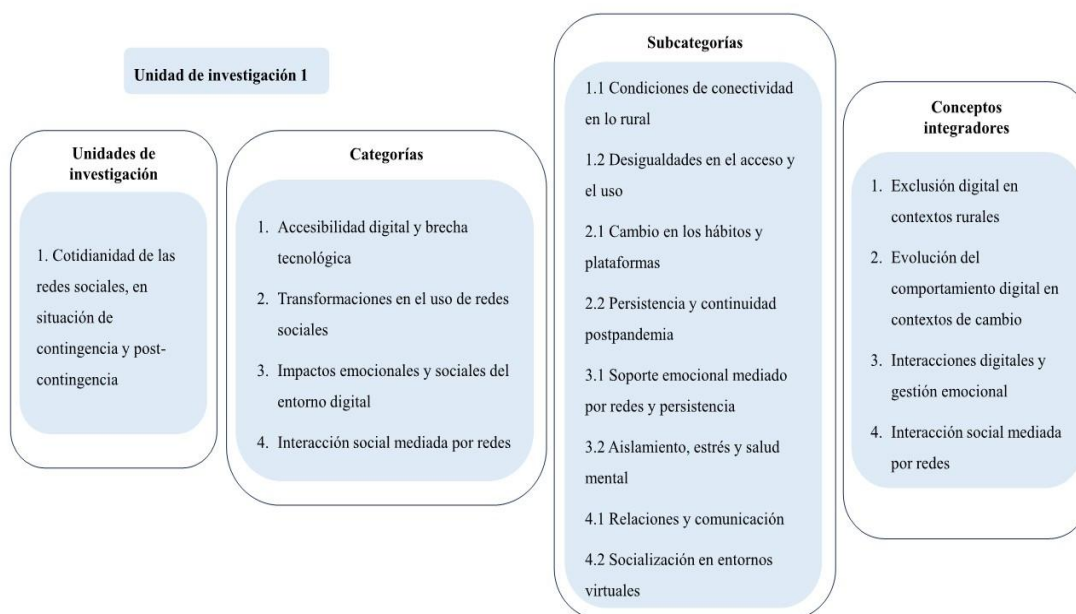 Unidad de investigación 1
Unidades de
investigación
1. Cotidianidad de las
redes sociales, en
situación de
contingencia y post-
contingencia
Categorías
1. Accesibilidad digital y brecha
tecnológica
2. Transformaciones en el uso de redes
sociales
3. Impactos emocionales y sociales del
entorno digital
4. Interacción social mediada por redes
Subcategorías
1.1 Condiciones de conectividad
en lo rural
1.2 Desigualdades en el acceso y
el uso
2.1 Cambio en los hábitos y
plataformas
2.2 Persistencia y continuidad
postpandemia
3.1 Soporte emocional mediado
por redes y persistencia
3.2 Aislamiento, estrés y salud
mental
4.1 Relaciones y comunicación
4.2 Socialización en entornos
virtuales
Conceptos
integradores
1. Exclusión digital en
contextos rurales
2. Evolución del
comportamiento digital en
contextos de cambio
3. Interacciones digitales y
gestión emocional
4. Interacción social mediada
por redes